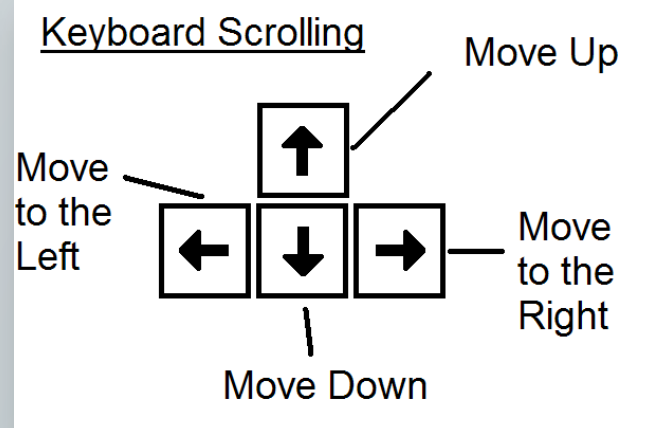 Keyboard Scrolling
Move Up
Move
to the
Left
Move
to the
Right
Move Down